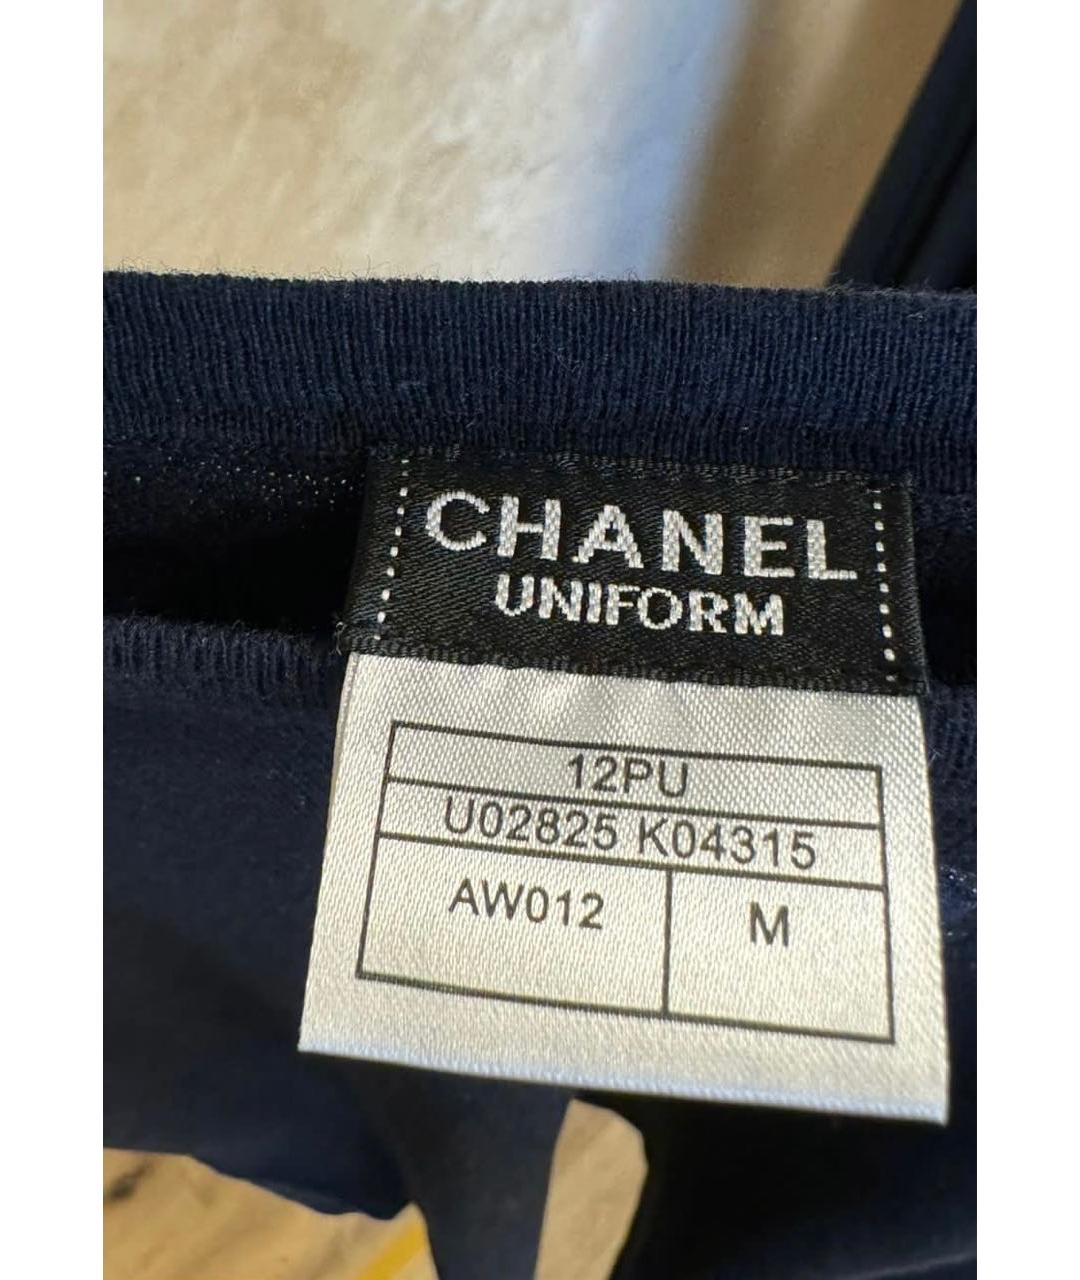 CHANEL
UNIFORM
12PU
U02825 K04315
AW012 M